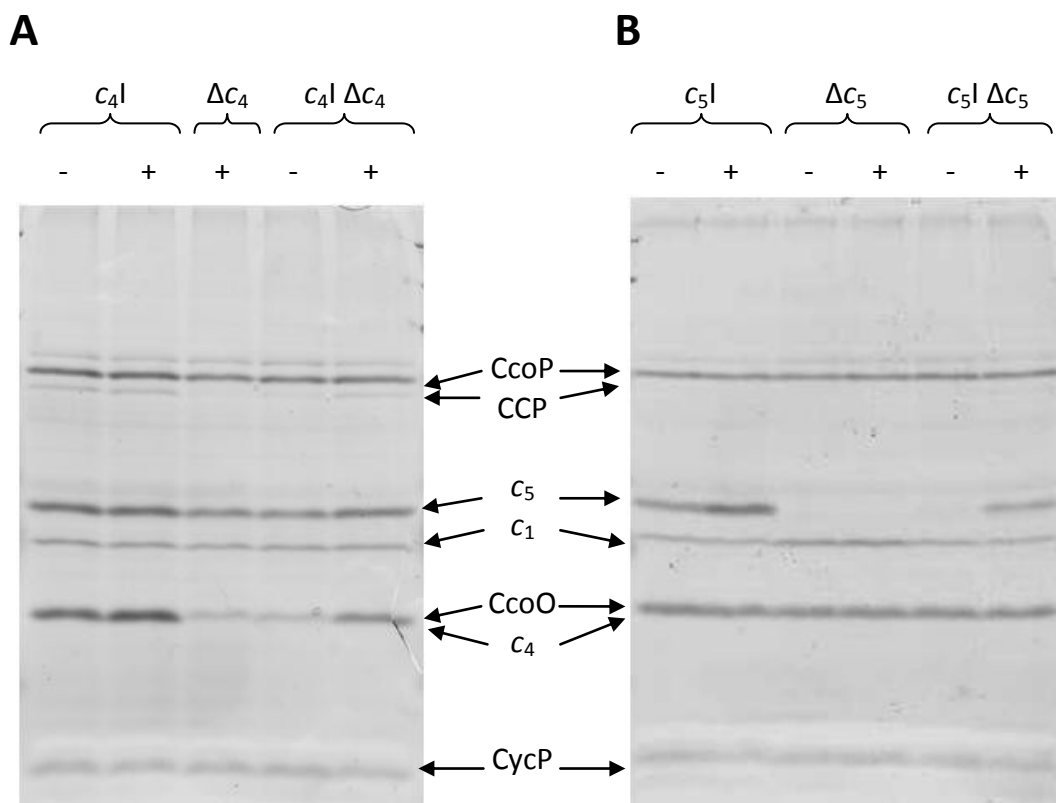 A B
c₄I Δc₄ c₄I Δc₄ c₅I Δc₅ c₅I Δc₅
- + + - + - + - + - +
CcoP
CCP
c₅
c₁
CcoO
c₄
CycP